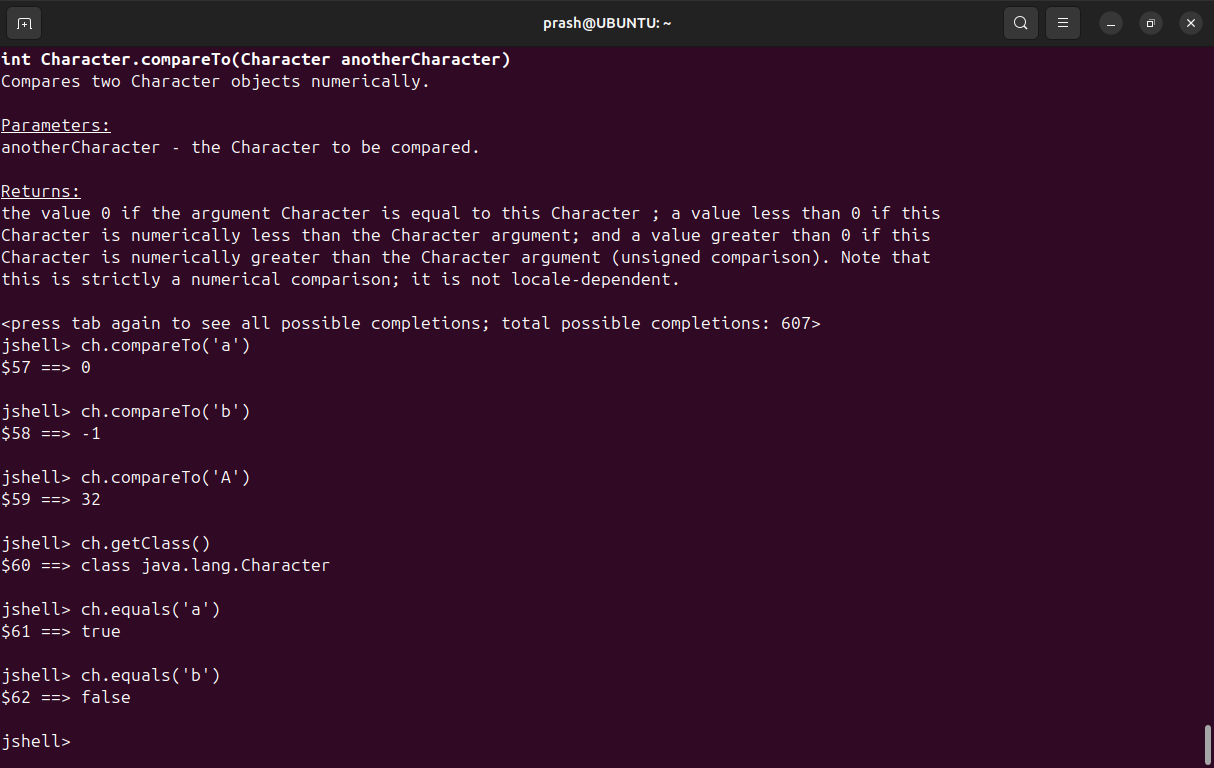 prash@UBUNTU: ~
int Character.compareTo(Character anotherCharacter)
Compares two Character objects numerically.
Parameters:
anotherCharacter - the Character to be compared.
Returns:
the value 0 if the argument Character is equal to this Character ; a value less than 0 if this
Character is numerically less than the Character argument; and a value greater than 0 if this
Character is numerically greater than the Character argument (unsigned comparison). Note that
this is strictly a numerical comparison; it is not locale-dependent.
<press tab again to see all possible completions; total possible completions: 607>
jshell> ch.compareTo('a')
$57 ==> 0
jshell> ch.compareTo('b')
$58 ==> -1
jshell> ch.compareTo('A')
$59 ==> 32
jshell> ch.getClass()
$60 ==> class java.lang.Character
jshell> ch.equals('a')
$61 ==> true
jshell> ch.equals('b')
$62 ==> false
jshell>